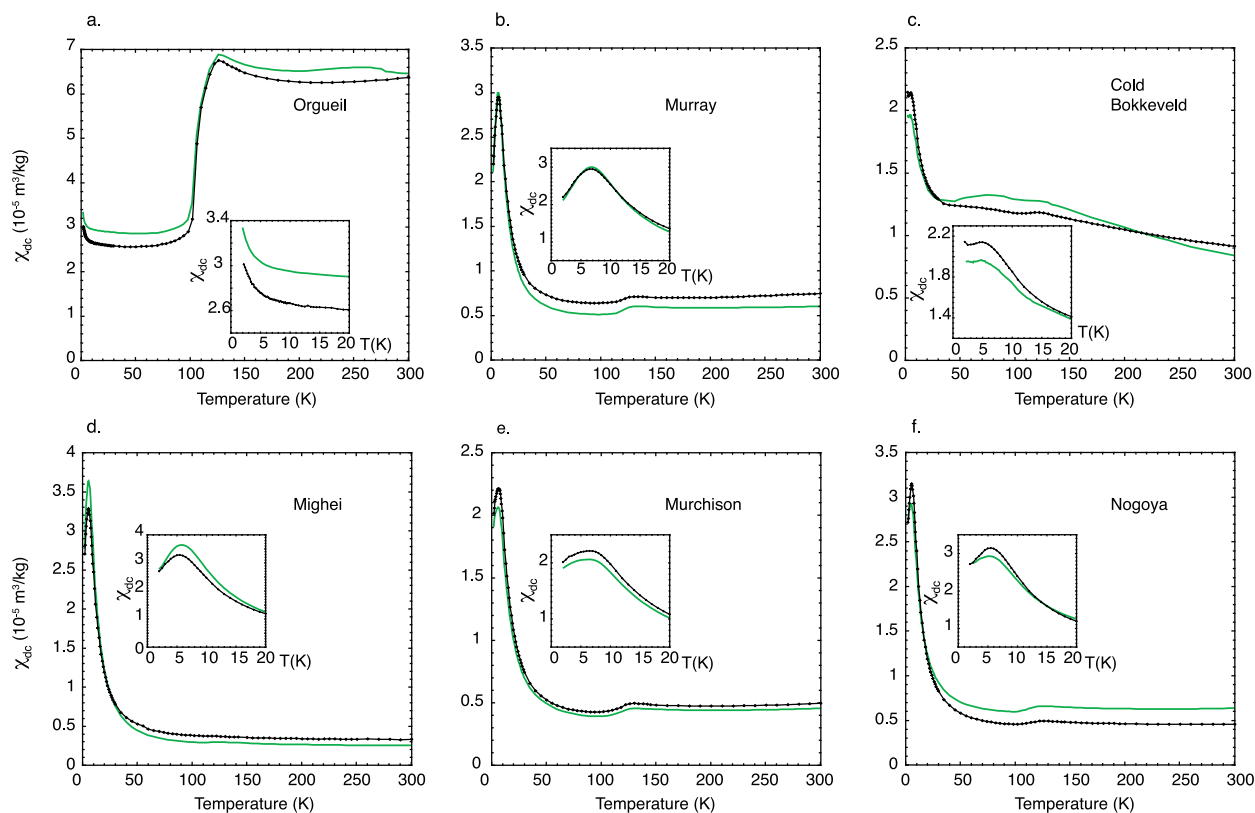 a.
7
6
5
4
3
2
1
0
χdc (10⁻⁵ m³/kg)
Orgueil
3.4
3
2.6
χdc
0 5 10 15 20 T(K)
0 50 100 150 200 250 300
Temperature (K)
b.
3.5
3
2.5
2
1.5
1
0.5
0
Murray
3
2
1
χdc
0 5 10 15 20
T(K)
0 50 100 150 200 250 300
Temperature (K)
c.
2.5
2
1.5
1
0.5
0
Cold
Bokkeveld
2.2
1.8
1.4
χdc
0 5 10 15 20
T(K)
0 50 100 150 200 250 300
Temperature (K)
d.
4
3.5
3
2.5
2
1.5
1
0.5
0
χdc (10⁻⁵ m³/kg)
Mighei
4
3
2
1
0
χdc
0 5 10 15 20 T(K)
0 50 100 150 200 250 300
Temperature (K)
e.
2.5
2
1.5
1
0.5
0
Murchison
2
1
χdc
0 5 10 15 20 T(K)
0 50 100 150 200 250 300
Temperature (K)
f.
3.5
3
2.5
2
1.5
1
0.5
0
Nogoya
3
2
1
χdc
0 5 10 15 20 T(K)
0 50 100 150 200 250 300
Temperature (K)